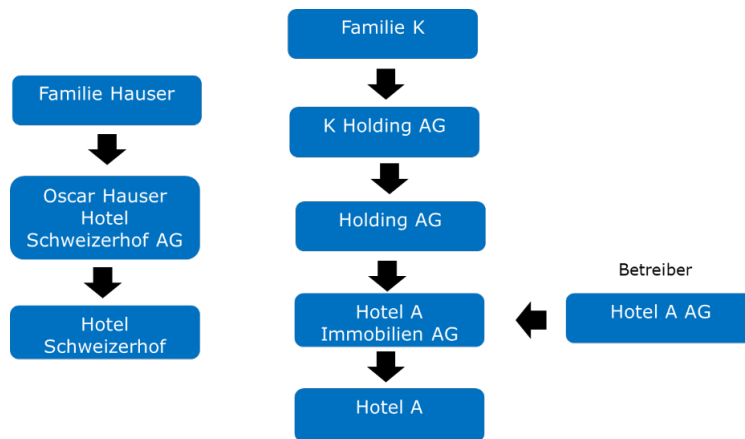 Familie Hauser
Oscar Hauser
Hotel
Schweizerhof AG
Hotel
Schweizerhof
Familie K
K Holding AG
Holding AG
Hotel A
Immobilien AG
Hotel A
Betreiber
Hotel A AG